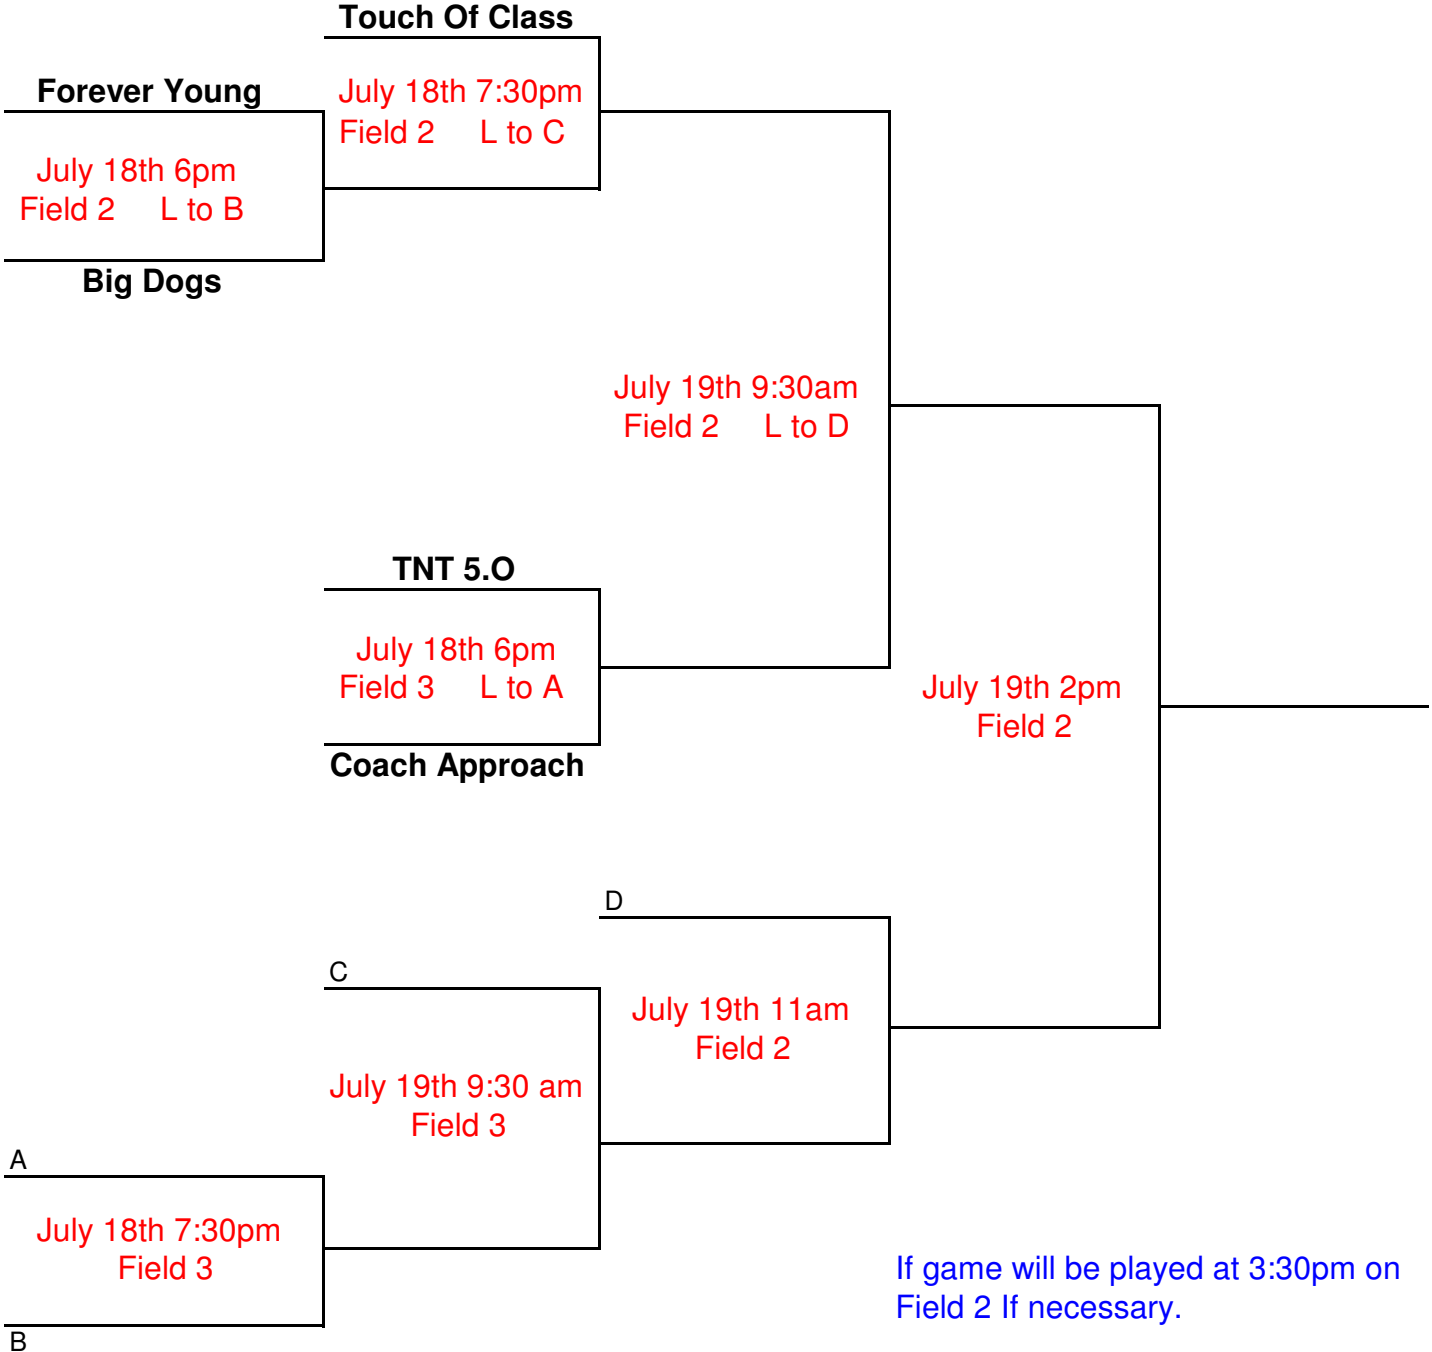 Touch Of Class
Forever Young
July 18th 7:30pm
Field 2 L to C
July 18th 6pm
Field 2 L to B
Big Dogs
July 19th 9:30am
Field 2 L to D
TNT 5.O
July 18th 6pm
Field 3 L to A
Coach Approach
July 19th 2pm
Field 2
D
C
July 19th 11am
Field 2
July 19th 9:30 am
Field 3
A
July 18th 7:30pm
Field 3
B
If game will be played at 3:30pm on
Field 2 If necessary.